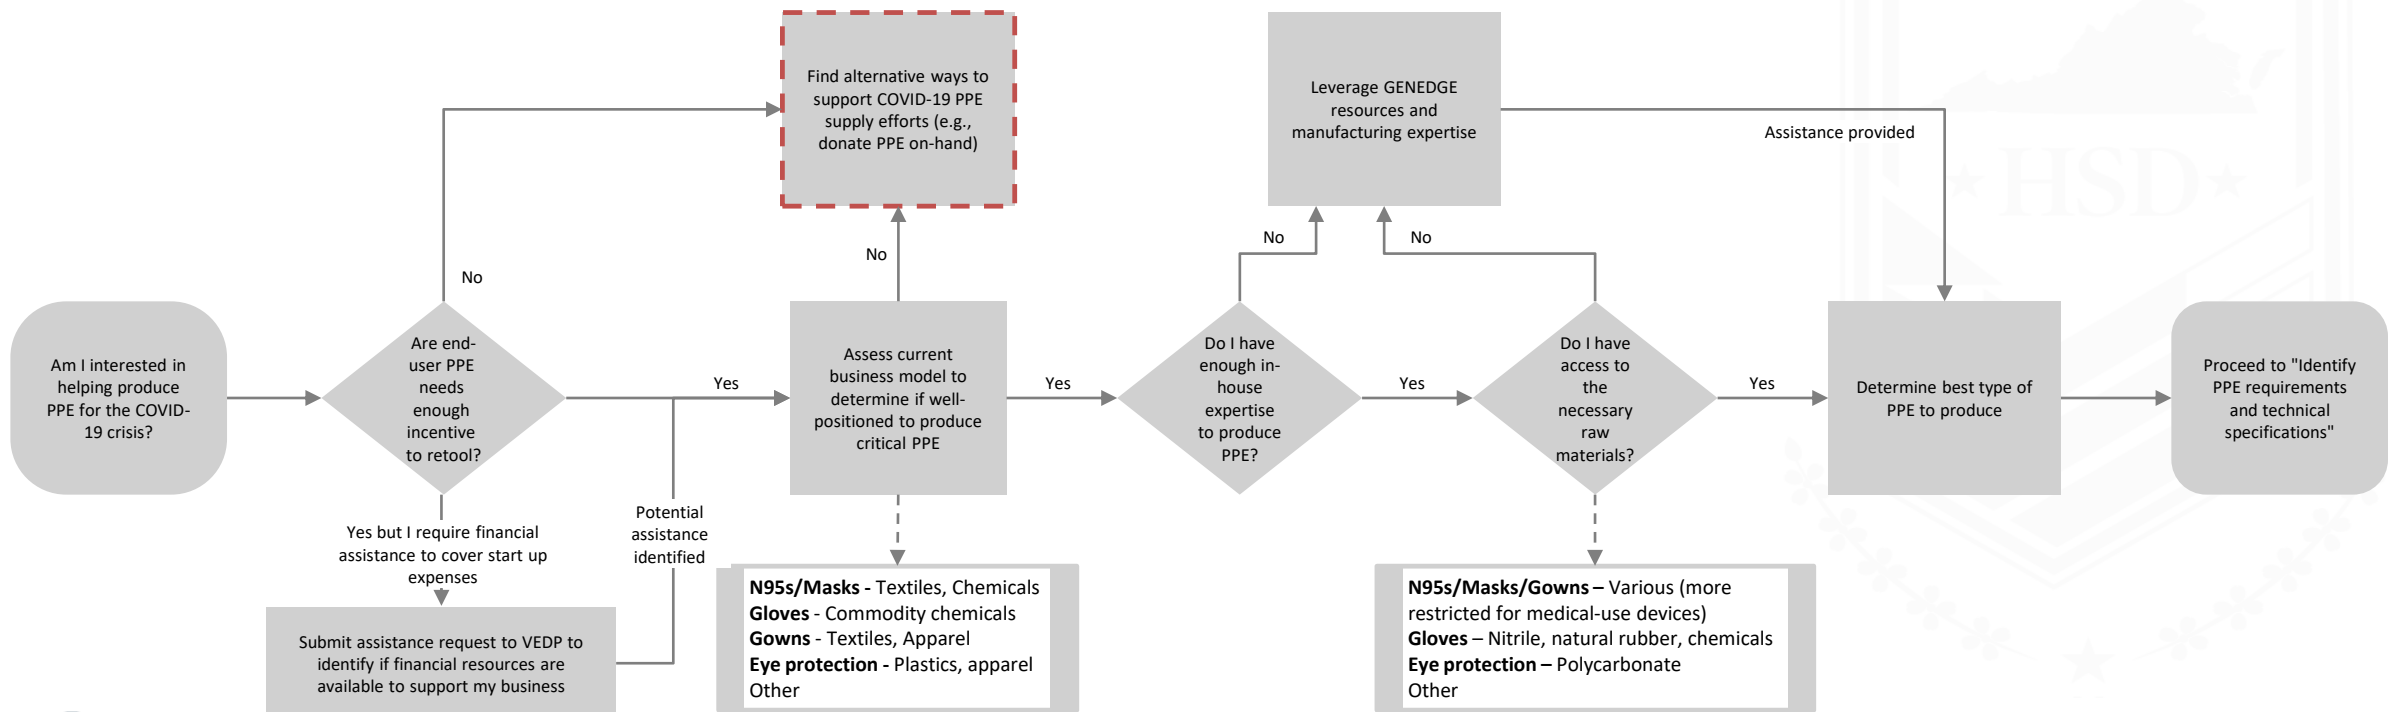 Find alternative ways to
support COVID-19 PPE
supply efforts (e.g.,
donate PPE on-hand)
Leverage GENEDGE
resources and
manufacturing expertise
Assistance provided
HSD
No
No
No
No
Am I interested in
helping produce
PPE for the COVID-
19 crisis?
Are end-
user PPE
needs
enough
incentive
to retool?
Yes
Assess current
business model to
determine if well-
positioned to produce
critical PPE
Yes
Do I have
enough in-
house
expertise
to produce
PPE?
Yes
Do I have
access to
the
necessary
raw
materials?
Yes
Determine best type of
PPE to produce
Proceed to "Identify
PPE requirements
and technical
specifications"
Yes but I require financial
assistance to cover start up
expenses
Potential
assistance
identified
Submit assistance request to VEDP to
identify if financial resources are
available to support my business
N95s/Masks - Textiles, Chemicals
Gloves - Commodity chemicals
Gowns - Textiles, Apparel
Eye protection - Plastics, apparel
Other
N95s/Masks/Gowns – Various (more
restricted for medical-use devices)
Gloves – Nitrile, natural rubber, chemicals
Eye protection – Polycarbonate
Other